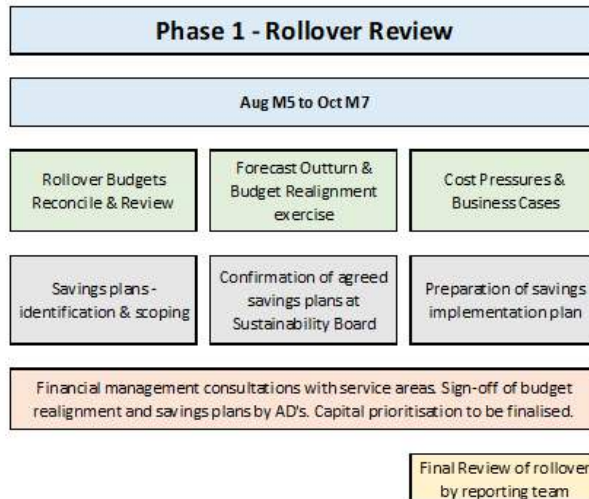 Phase 1 - Rollover Review
Aug M5 to Oct M7
Rollover Budgets
Reconcile & Review
Forecast Outturn &
Budget Realignment
exercise
Cost Pressures &
Business Cases
Savings plans -
identification & scoping
Confirmation of agreed
savings plans at
Sustainability Board
Preparation of savings
implementation plan
Financial management consultations with service areas. Sign-off of budget
realignment and savings plans by AD's. Capital prioritisation to be finalised.
Final Review of rollover
by reporting team